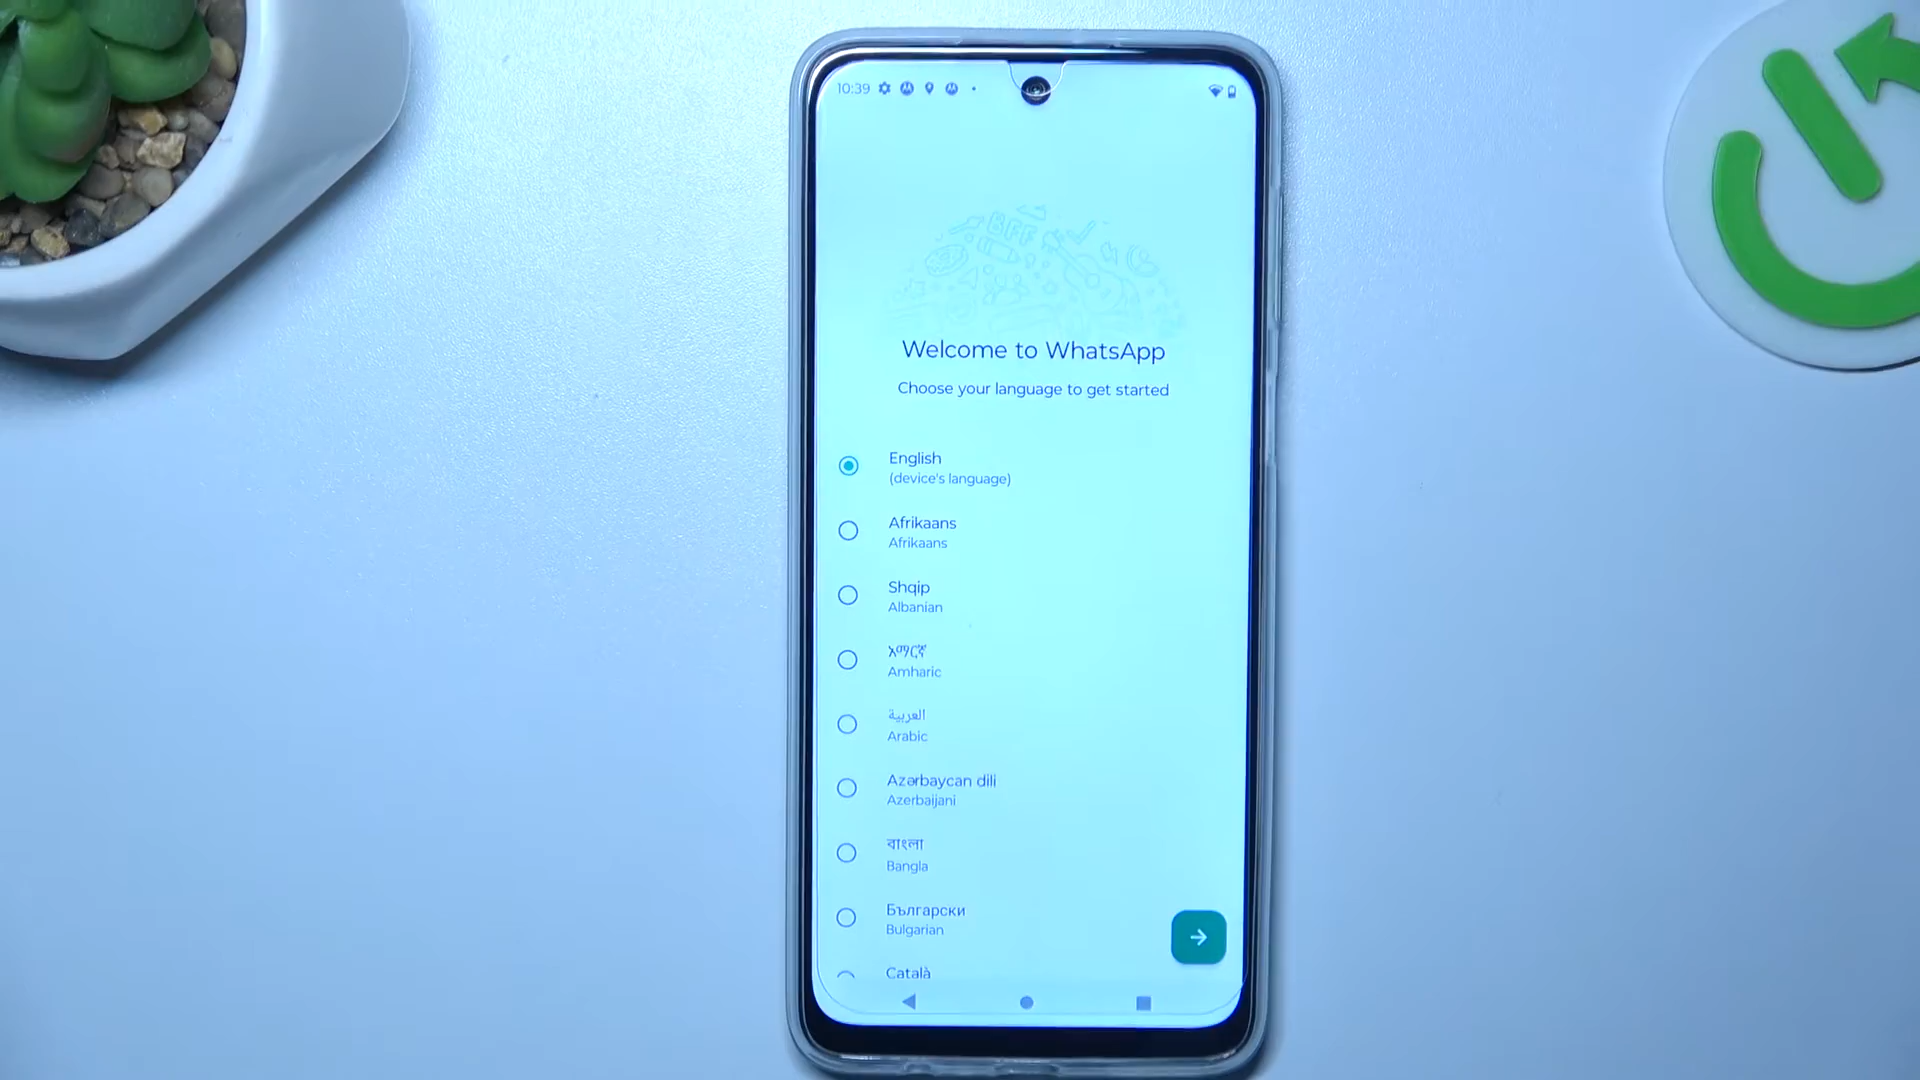 10:39
BFF
Welcome to WhatsApp
Choose your language to get started
English
(device's language)
Afrikaans
Afrikaans
Shqip
Albanian
አማርኛ
Amharic
العربية
Arabic
Azərbaycan dili
Azerbaijani
বাংলা
Bangla
Български
Bulgarian
Català